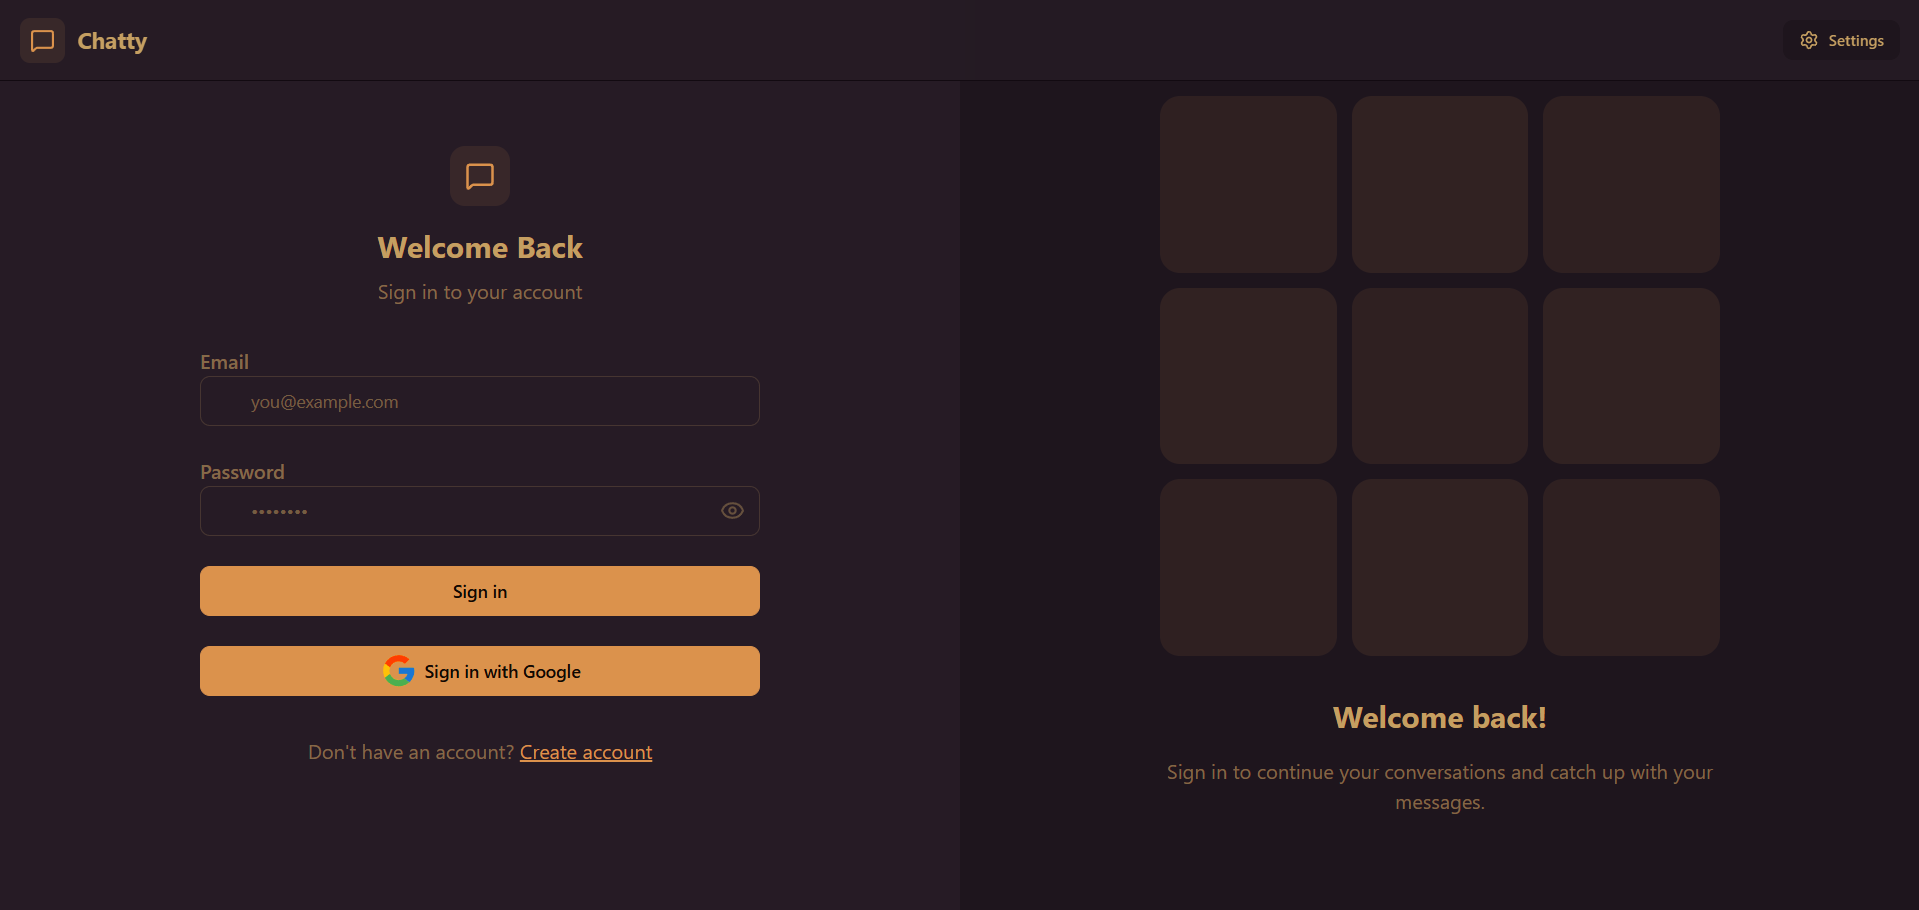 Chatty
Settings
Welcome Back
Sign in to your account
Email
you@example.com
Password
••••••••
Sign in
Sign in with Google
Don't have an account? Create account
Welcome back!
Sign in to continue your conversations and catch up with your
messages.